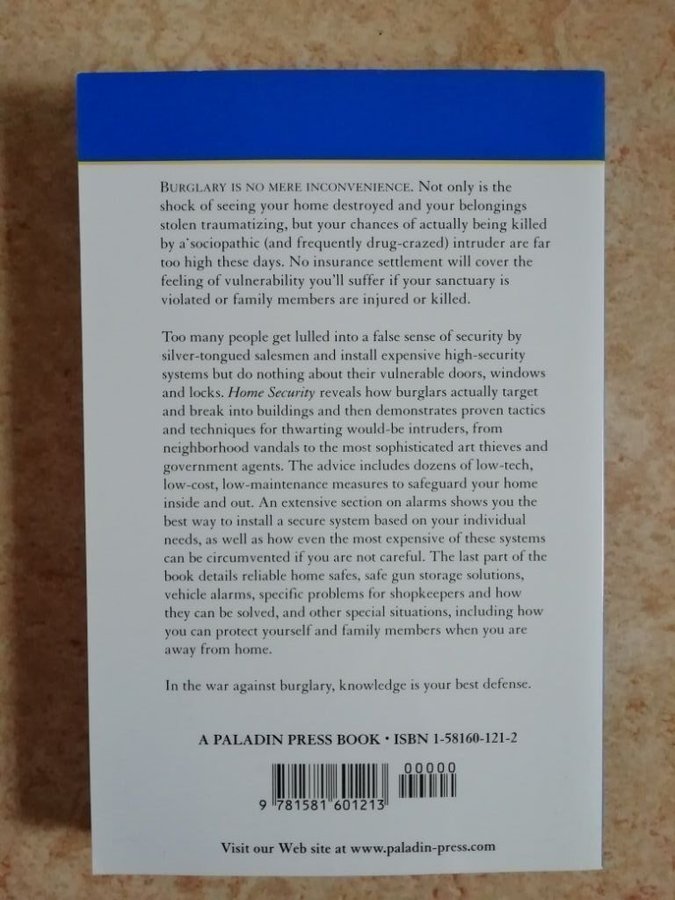 BURGLARY IS NO MERE INCONVENIENCE. Not only is the
shock of seeing your home destroyed and your belongings
stolen traumatizing, but your chances of actually being killed
by a sociopathic (and frequently drug-crazed) intruder are far
too high these days. No insurance settlement will cover the
feeling of vulnerability you'll suffer if your sanctuary is
violated or family members are injured or killed.
Too many people get lulled into a false sense of security by
silver-tongued salesmen and install expensive high-security
systems but do nothing about their vulnerable doors, windows
and locks. Home Security reveals how burglars actually target
and break into buildings and then demonstrates proven tactics
and techniques for thwarting would-be intruders, from
neighborhood vandals to the most sophisticated art thieves and
government agents. The advice includes dozens of low-tech,
low-cost, low-maintenance measures to safeguard your home
inside and out. An extensive section on alarms shows you the
best way to install a secure system based on your individual
needs, as well as how even the most expensive of these systems
can be circumvented if you are not careful. The last part of the
book details reliable home safes, safe gun storage solutions,
vehicle alarms, specific problems for shopkeepers and how
they can be solved, and other special situations, including how
you can protect yourself and family members when you are
away from home.
In the war against burglary, knowledge is your best defense.
A PALADIN PRESS BOOK • ISBN 1-58160-121-2
00000
9 781581 601213
Visit our Web site at www.paladin-press.com